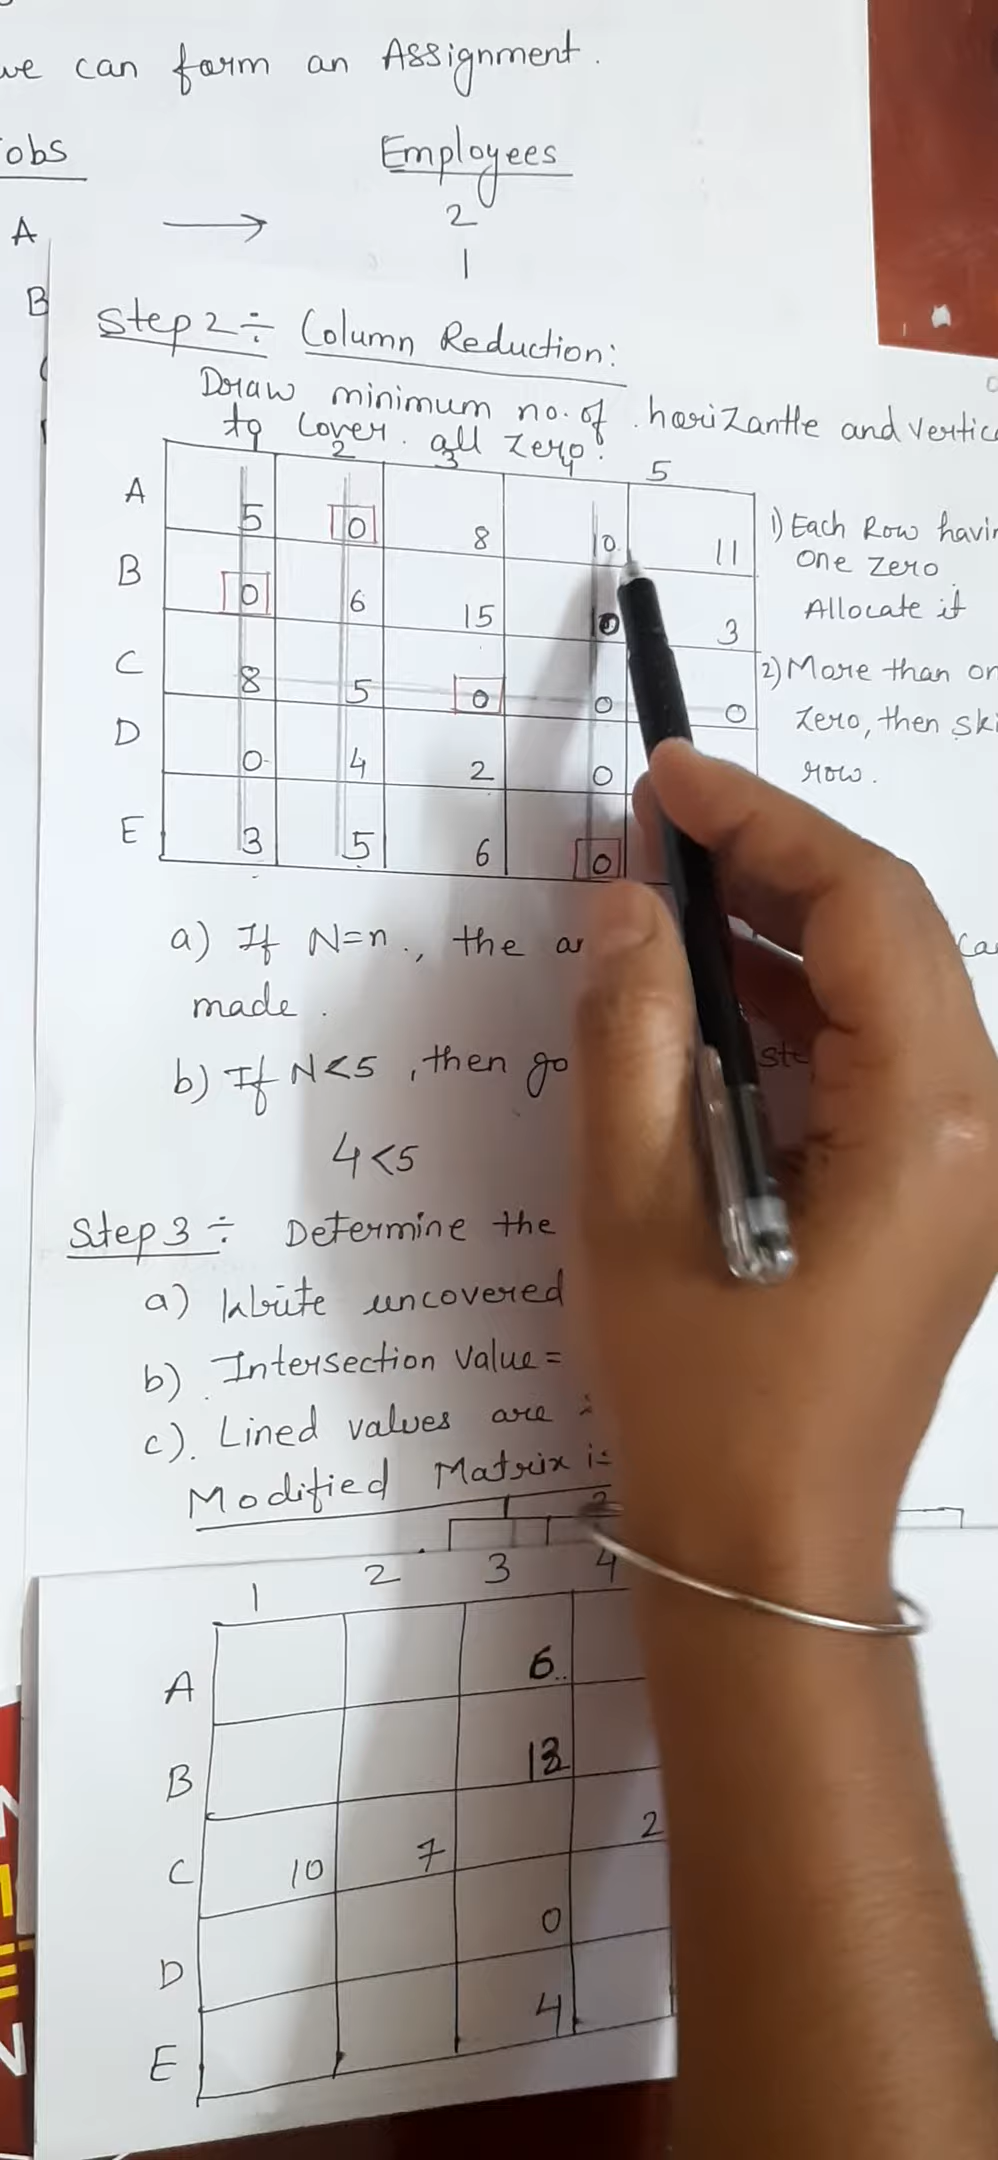 we can form an Assignment.
Jobs Employees
A → 2
1
B
Step 2 ÷ Column Reduction:
Draw minimum no. of horizantle and vertic
to Cover all Zero.
2 3 4 5
A 5 0 8 10 11
B 0 6 15 10 3
C 8 5 0 0 0
D 0 4 2 0
E 3 5 6 0
1) Each Row havin
one Zero
Allocate it
2) More than on
Zero, then ski
row.
a) If N=n., the
made.
b) If N<5, then go
4<5
Step 3 ÷ Determine the
a) Write uncovered
b). Intersection Value =
c). Lined values are
Modified Matrix is
1 2 3 4
A 6
B 13
C 10 7 2
D 0
E 4